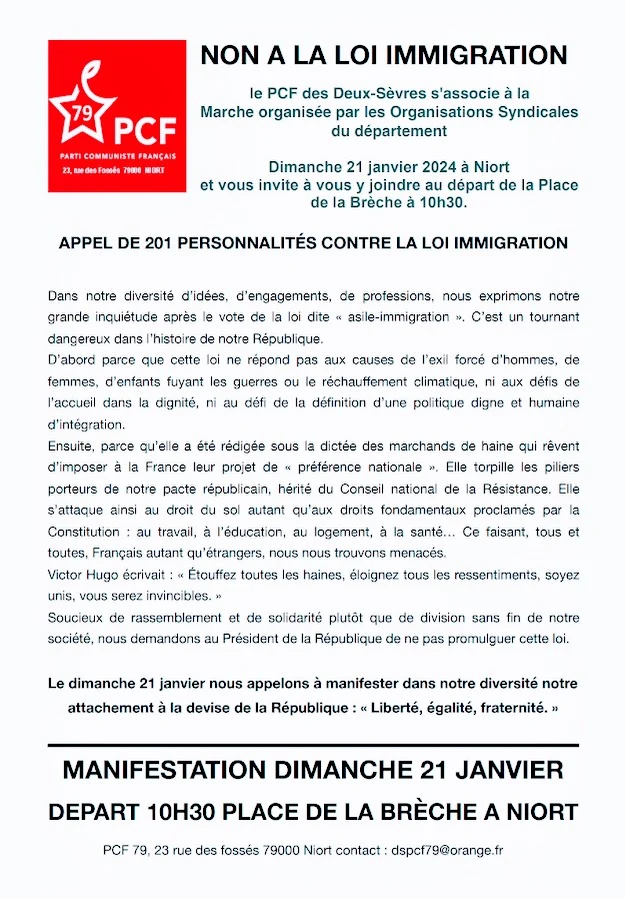 79
PCF
PARTI COMMUNISTE FRANÇAIS
23, rue des Fossés 79000 NIORT
NON A LA LOI IMMIGRATION
le PCF des Deux-Sèvres s'associe à la
Marche organisée par les Organisations Syndicales
du département
Dimanche 21 janvier 2024 à Niort
et vous invite à vous y joindre au départ de la Place
de la Brèche à 10h30.
APPEL DE 201 PERSONNALITÉS CONTRE LA LOI IMMIGRATION
Dans notre diversité d'idées, d'engagements, de professions, nous exprimons notre
grande inquiétude après le vote de la loi dite « asile-immigration ». C'est un tournant
dangereux dans l'histoire de notre République.
D'abord parce que cette loi ne répond pas aux causes de l'exil forcé d'hommes, de
femmes, d'enfants fuyant les guerres ou le réchauffement climatique, ni aux défis de
l'accueil dans la dignité, ni au défi de la définition d'une politique digne et humaine
d'intégration.
Ensuite, parce qu'elle a été rédigée sous la dictée des marchands de haine qui rêvent
d'imposer à la France leur projet de « préférence nationale ». Elle torpille les piliers
porteurs de notre pacte républicain, hérité du Conseil national de la Résistance. Elle
s'attaque ainsi au droit du sol autant qu'aux droits fondamentaux proclamés par la
Constitution : au travail, à l'éducation, au logement, à la santé... Ce faisant, tous et
toutes, Français autant qu'étrangers, nous nous trouvons menacés.
Victor Hugo écrivait : « Étouffez toutes les haines, éloignez tous les ressentiments, soyez
unis, vous serez invincibles. »
Soucieux de rassemblement et de solidarité plutôt que de division sans fin de notre
société, nous demandons au Président de la République de ne pas promulguer cette loi.
Le dimanche 21 janvier nous appelons à manifester dans notre diversité notre
attachement à la devise de la République : « Liberté, égalité, fraternité. »
MANIFESTATION DIMANCHE 21 JANVIER
DEPART 10H30 PLACE DE LA BRÈCHE A NIORT
PCF 79, 23 rue des fossés 79000 Niort contact : dspcf79@orange.fr